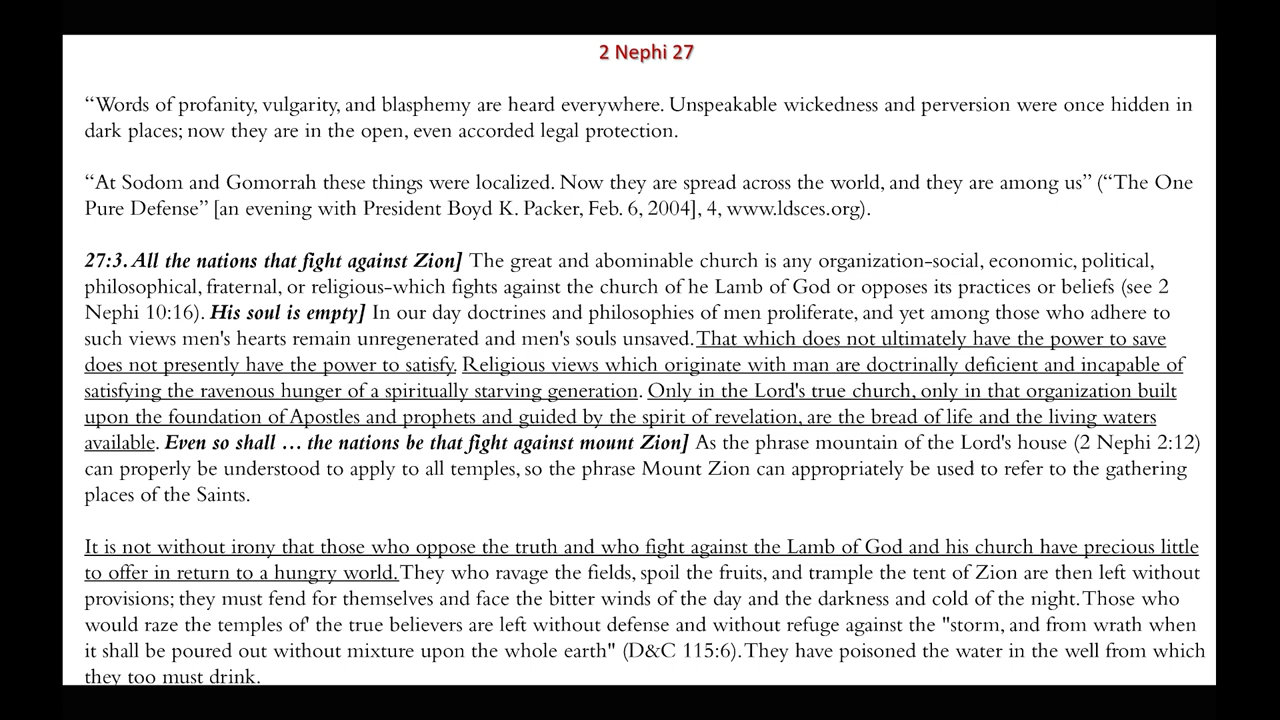 2 Nephi 27
“Words of profanity, vulgarity, and blasphemy are heard everywhere. Unspeakable wickedness and perversion were once hidden in
dark places; now they are in the open, even accorded legal protection.
“At Sodom and Gomorrah these things were localized. Now they are spread across the world, and they are among us” (“The One
Pure Defense” [an evening with President Boyd K. Packer, Feb. 6, 2004], 4, www.ldsces.org).
27:3. All the nations that fight against Zion] The great and abominable church is any organization-social, economic, political,
philosophical, fraternal, or religious-which fights against the church of he Lamb of God or opposes its practices or beliefs (see 2
Nephi 10:16). His soul is empty] In our day doctrines and philosophies of men proliferate, and yet among those who adhere to
such views men's hearts remain unregenerated and men's souls unsaved. That which does not ultimately have the power to save
does not presently have the power to satisfy. Religious views which originate with man are doctrinally deficient and incapable of
satisfying the ravenous hunger of a spiritually starving generation. Only in the Lord's true church, only in that organization built
upon the foundation of Apostles and prophets and guided by the spirit of revelation, are the bread of life and the living waters
available. Even so shall … the nations be that fight against mount Zion] As the phrase mountain of the Lord's house (2 Nephi 2:12)
can properly be understood to apply to all temples, so the phrase Mount Zion can appropriately be used to refer to the gathering
places of the Saints.
It is not without irony that those who oppose the truth and who fight against the Lamb of God and his church have precious little
to offer in return to a hungry world. They who ravage the fields, spoil the fruits, and trample the tent of Zion are then left without
provisions; they must fend for themselves and face the bitter winds of the day and the darkness and cold of the night. Those who
would raze the temples of' the true believers are left without defense and without refuge against the "storm, and from wrath when
it shall be poured out without mixture upon the whole earth" (D&C 115:6). They have poisoned the water in the well from which
they too must drink.